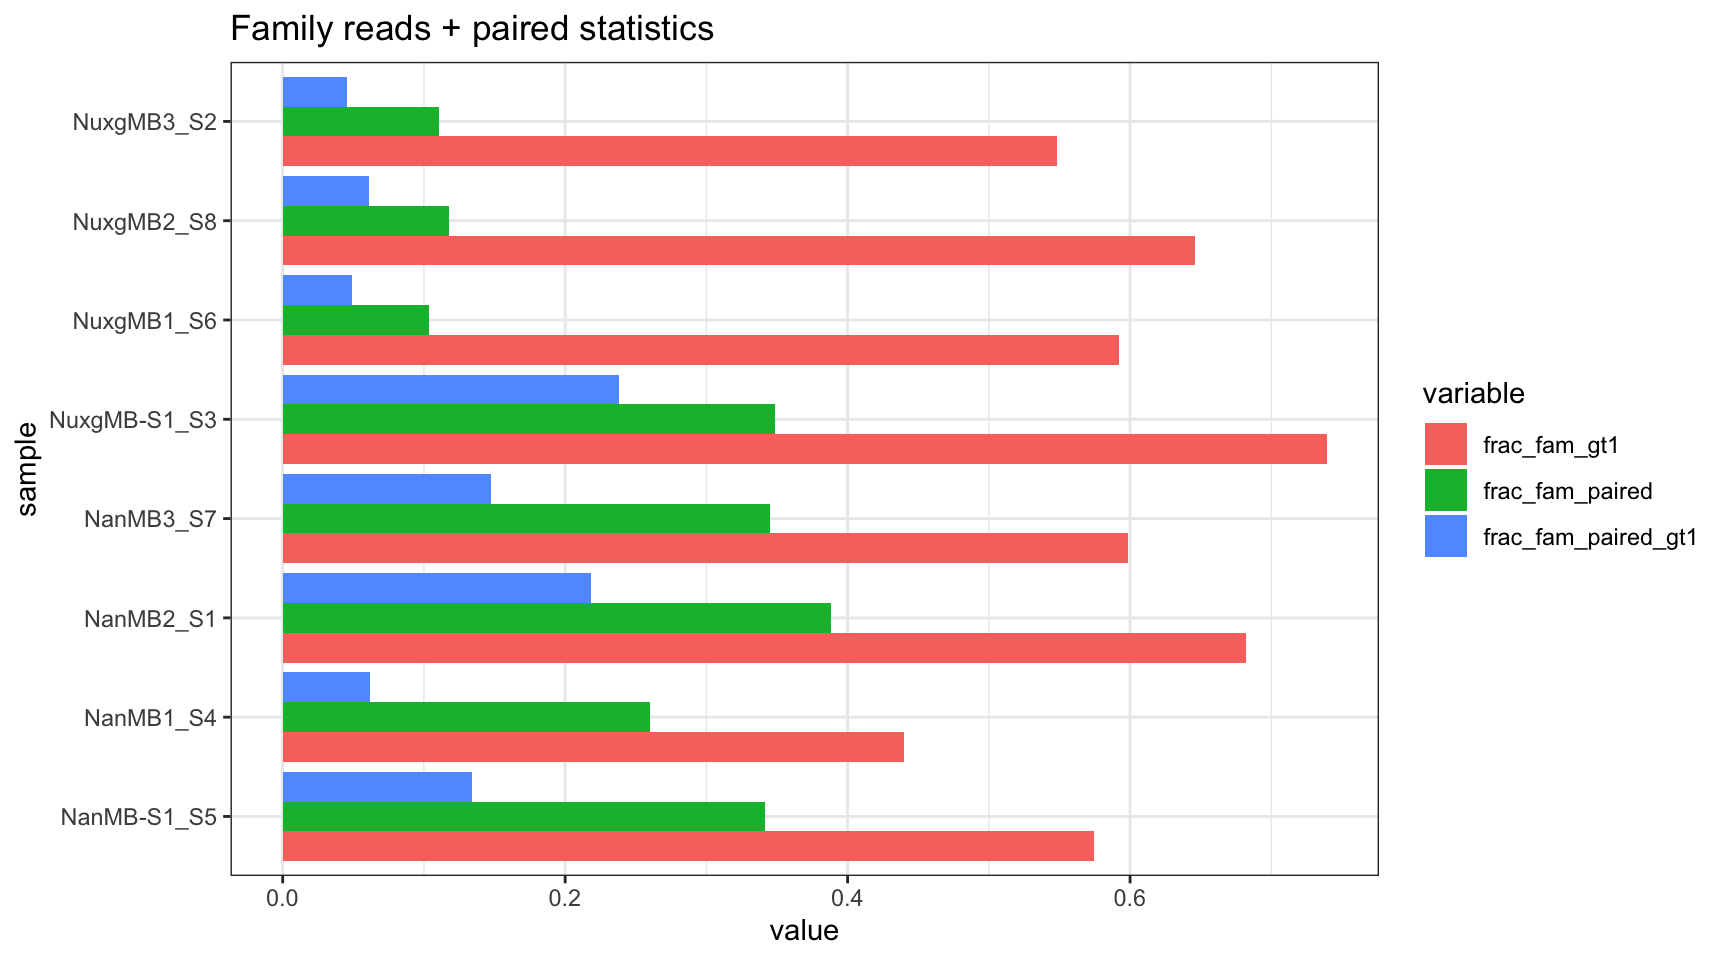 Family reads + paired statistics
sample
NuxgMB3_S2
NuxgMB2_S8
NuxgMB1_S6
NuxgMB-S1_S3
NanMB3_S7
NanMB2_S1
NanMB1_S4
NanMB-S1_S5
0.0 0.2 0.4 0.6
value
variable
frac_fam_gt1
frac_fam_paired
frac_fam_paired_gt1